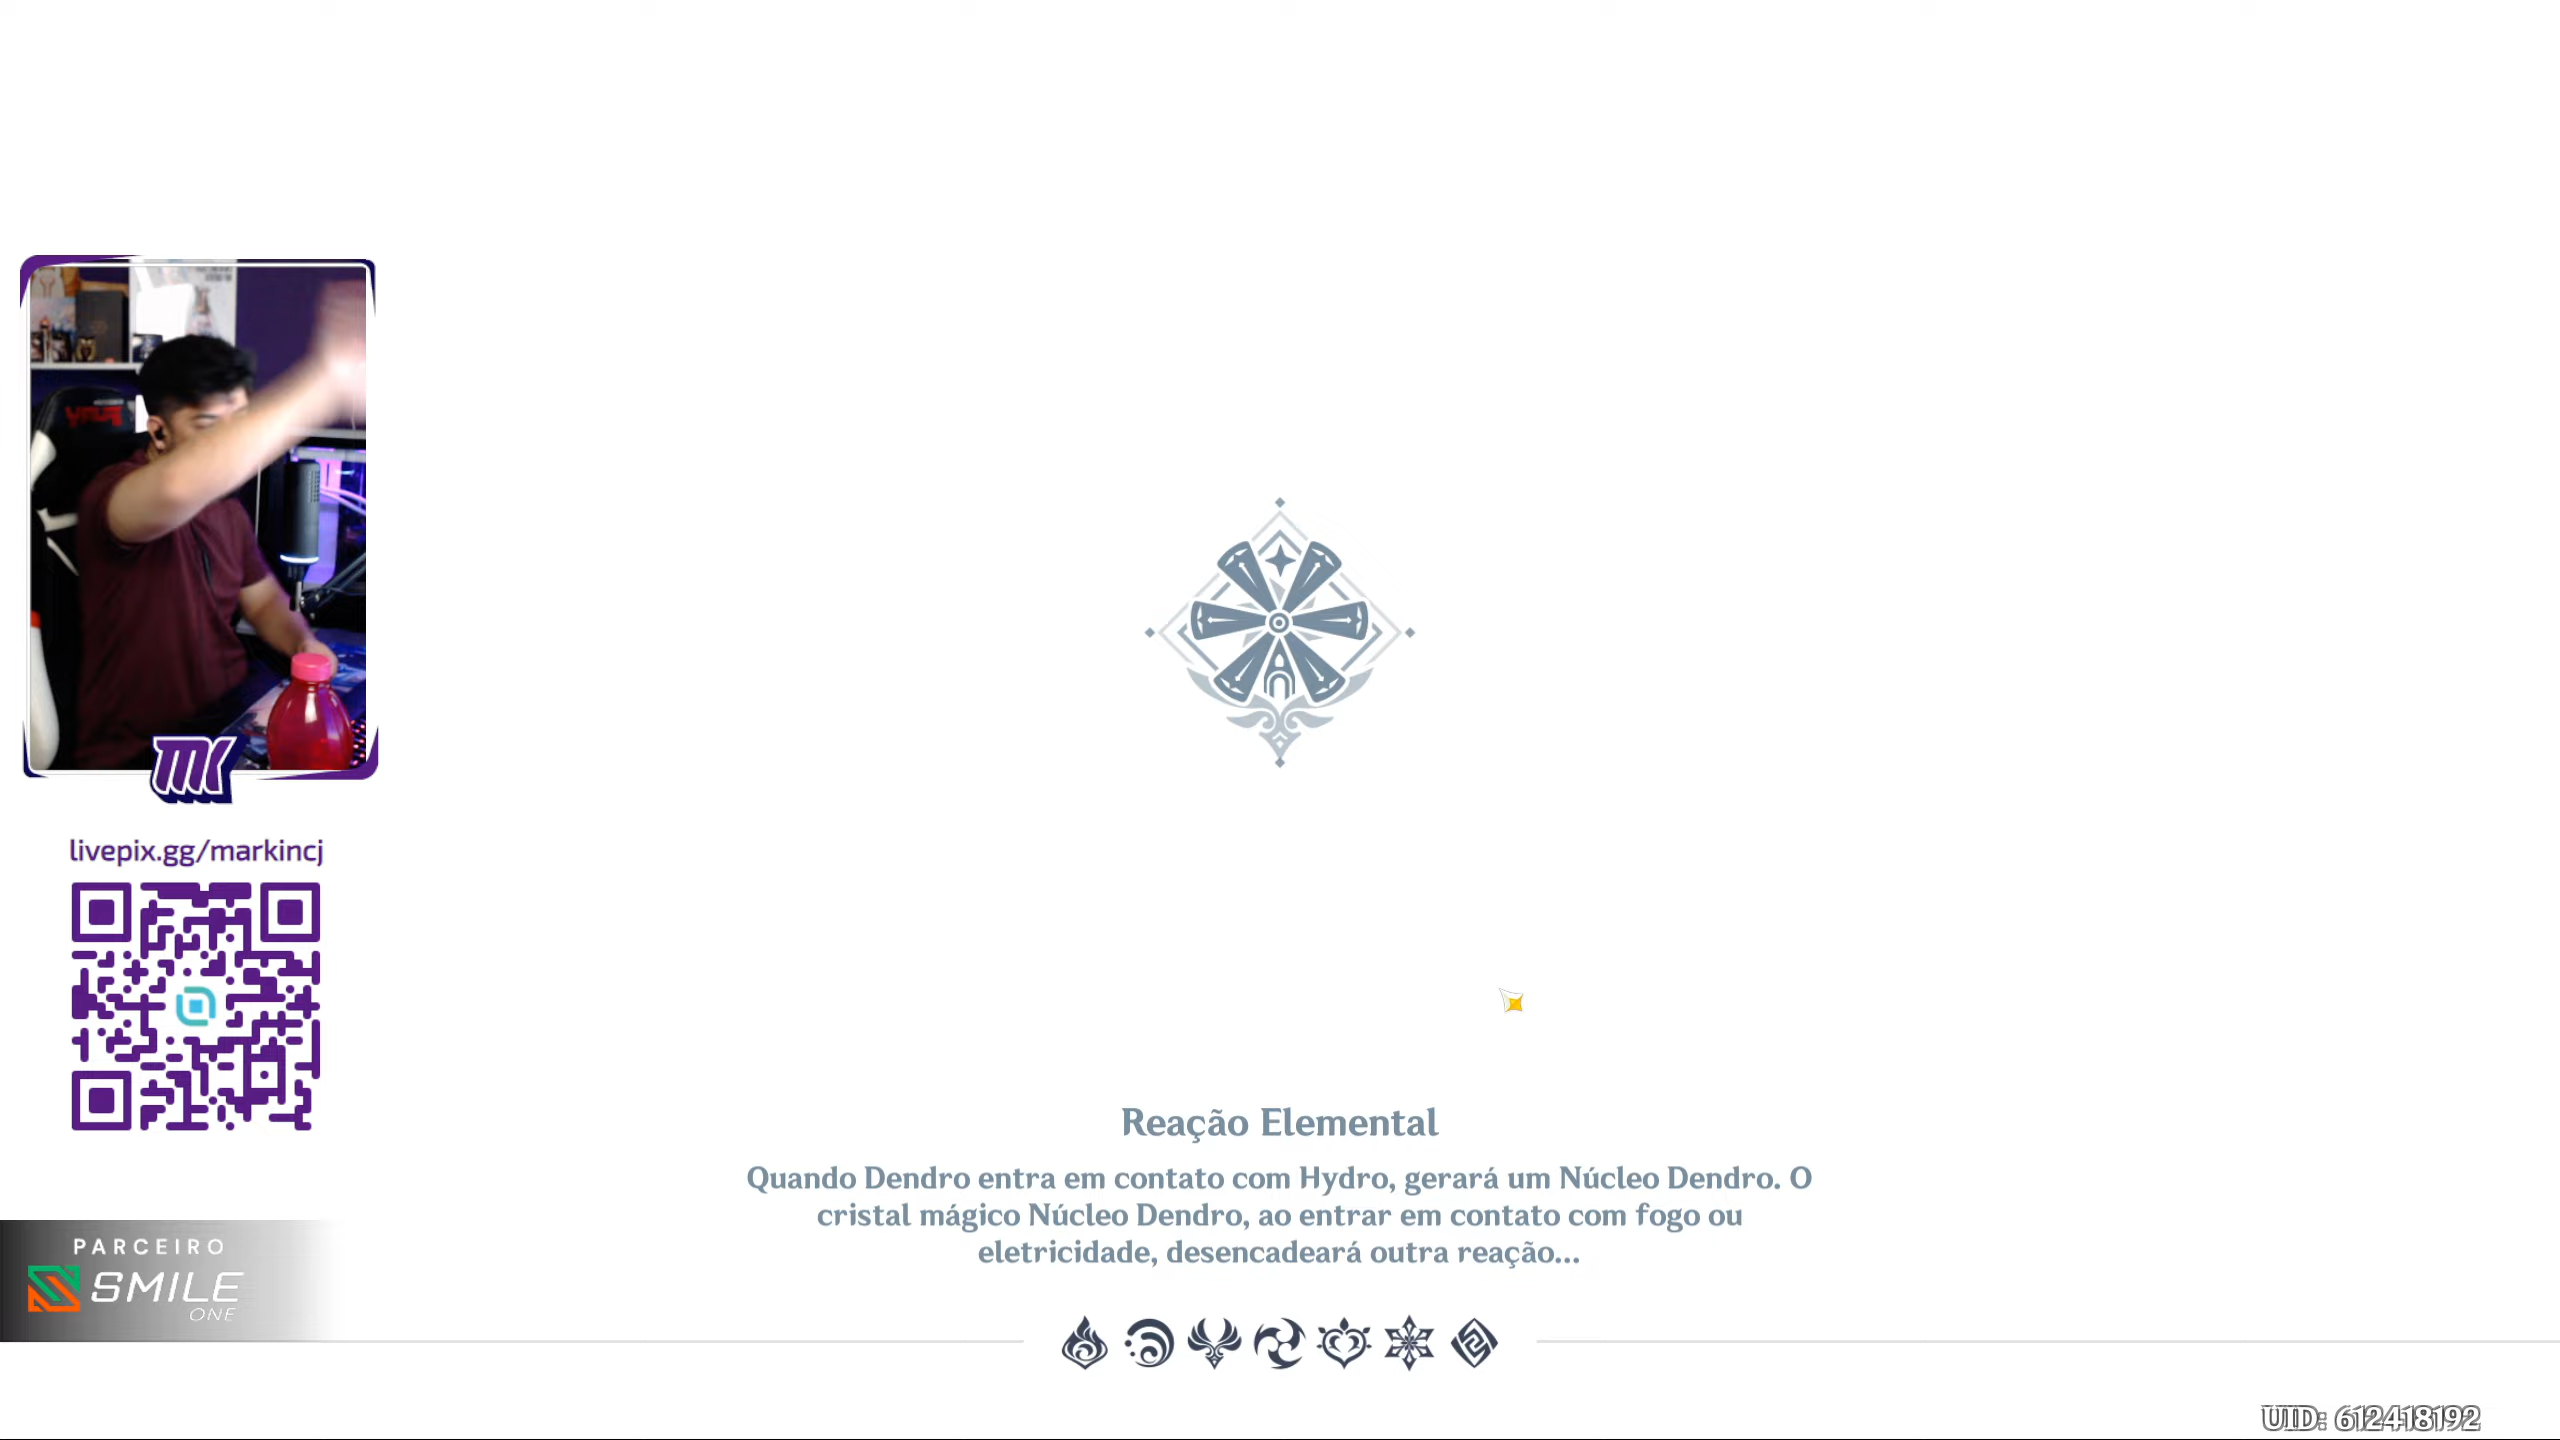 MK
livepix.gg/markincj
PARCEIRO
SMILE
ONE
Reação Elemental
Quando Dendro entra em contato com Hydro, gerará um Núcleo Dendro. O
cristal mágico Núcleo Dendro, ao entrar em contato com fogo ou
eletricidade, desencadeará outra reação...
UID: 612418192